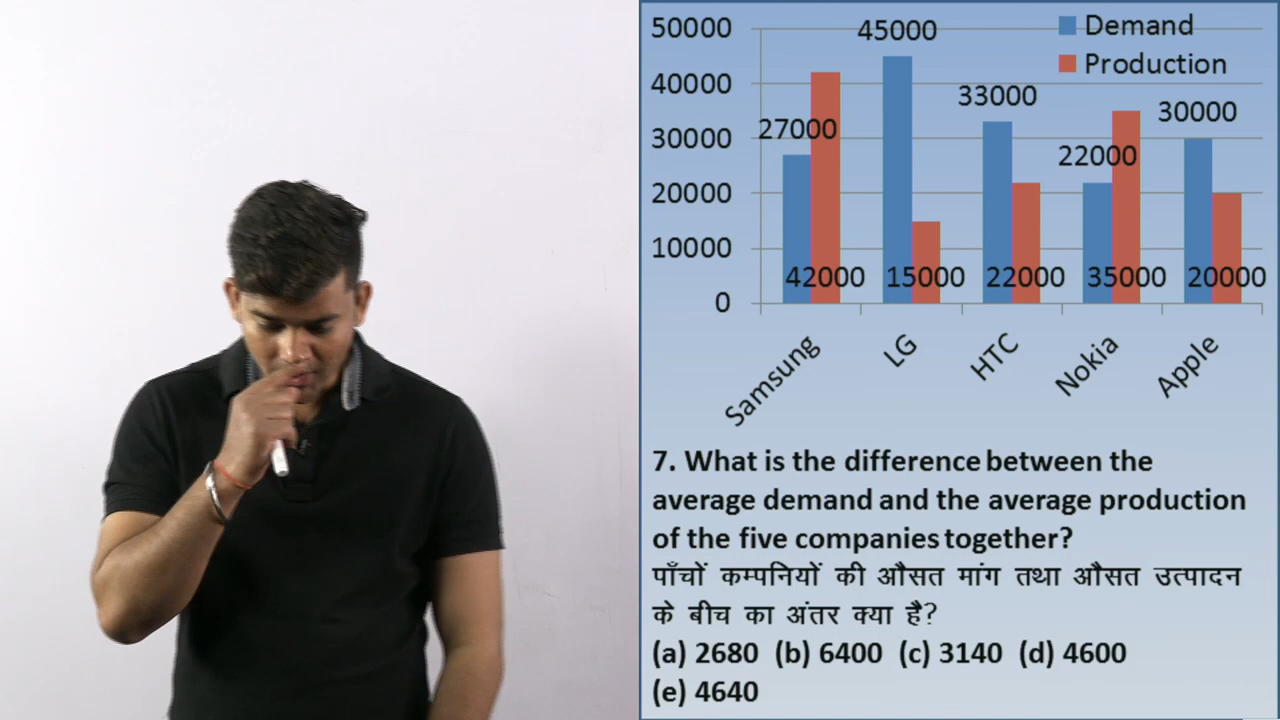 50000
40000
30000
20000
10000
0
Demand
Production
27000
45000
33000
22000
30000
42000
15000
22000
35000
20000
Samsung
LG
HTC
Nokia
Apple
7. What is the difference between the
average demand and the average production
of the five companies together?
पाँचों कम्पनियों की औसत मांग तथा औसत उत्पादन
के बीच का अंतर क्या है?
(a) 2680 (b) 6400 (c) 3140 (d) 4600
(e) 4640